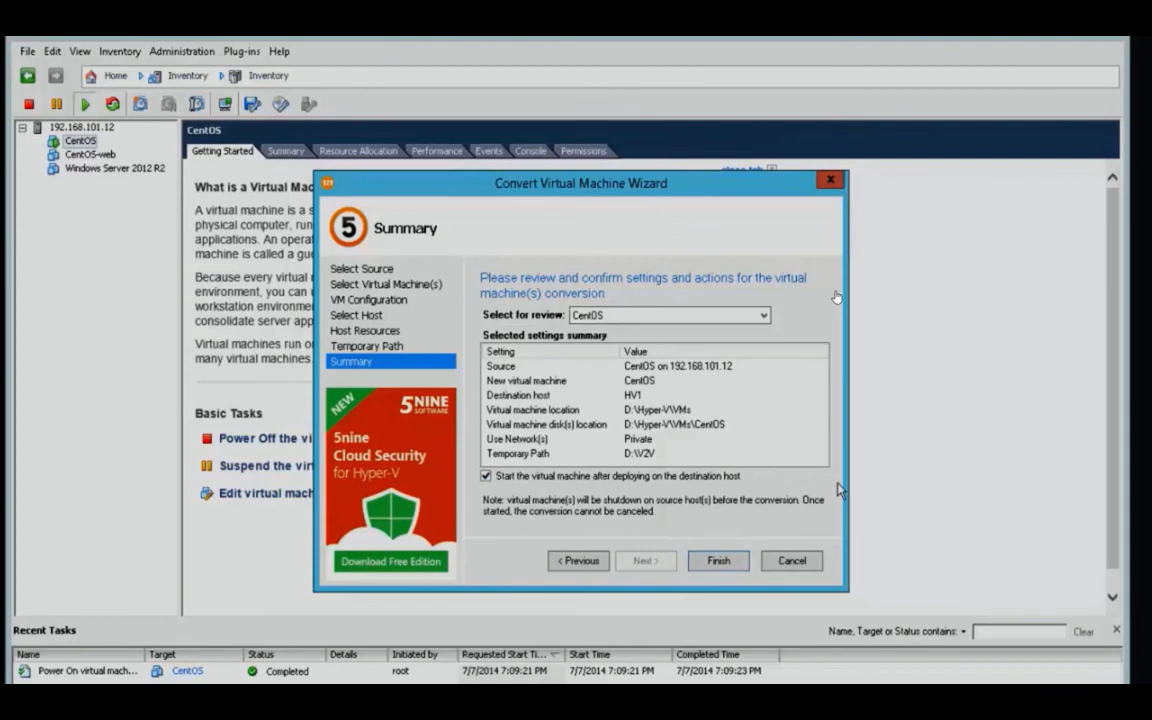 File Edit View Inventory Administration Plug-ins Help
Home Inventory Inventory
192.168.101.12
CentOS
CentOS-web
Windows Server 2012 R2
CentOS
Getting Started Summary Resource Allocation Performance Events Console Permissions
What is a Virtual Mac
A virtual machine is a s
physical computer, run
applications. An operat
machine is called a gue
Because every virtual
environment, you can
workstation environme
consolidate server app
Virtual machines run o
many virtual machines
Basic Tasks
Power Off the vi
Suspend the virt
Edit virtual mach
Convert Virtual Machine Wizard
5 Summary
Select Source
Select Virtual Machine(s)
VM Configuration
Select Host
Host Resources
Temporary Path
Summary
NEW
5NINE
SOFTWARE
5nine
Cloud Security
for Hyper-V
Download Free Edition
Please review and confirm settings and actions for the virtual
machine(s) conversion
Select for review: CentOS
Selected settings summary
Setting Value
Source CentOS on 192.168.101.12
New virtual machine CentOS
Destination host HV1
Virtual machine location D:\Hyper-V\VMs
Virtual machine disk(s) location D:\Hyper-V\VMs\CentOS
Use Network(s) Private
Temporary Path D:\V2V
Start the virtual machine after deploying on the destination host
Note: virtual machine(s) will be shutdown on source host(s) before the conversion. Once
started, the conversion cannot be canceled.
< Previous Next > Finish Cancel
Recent Tasks
Name, Target or Status contains: Clear
Name Target Status Details Initiated by Requested Start Ti... Start Time Completed Time
Power On virtual mach... CentOS Completed root 7/7/2014 7:09:21 PM 7/7/2014 7:09:21 PM 7/7/2014 7:09:23 PM